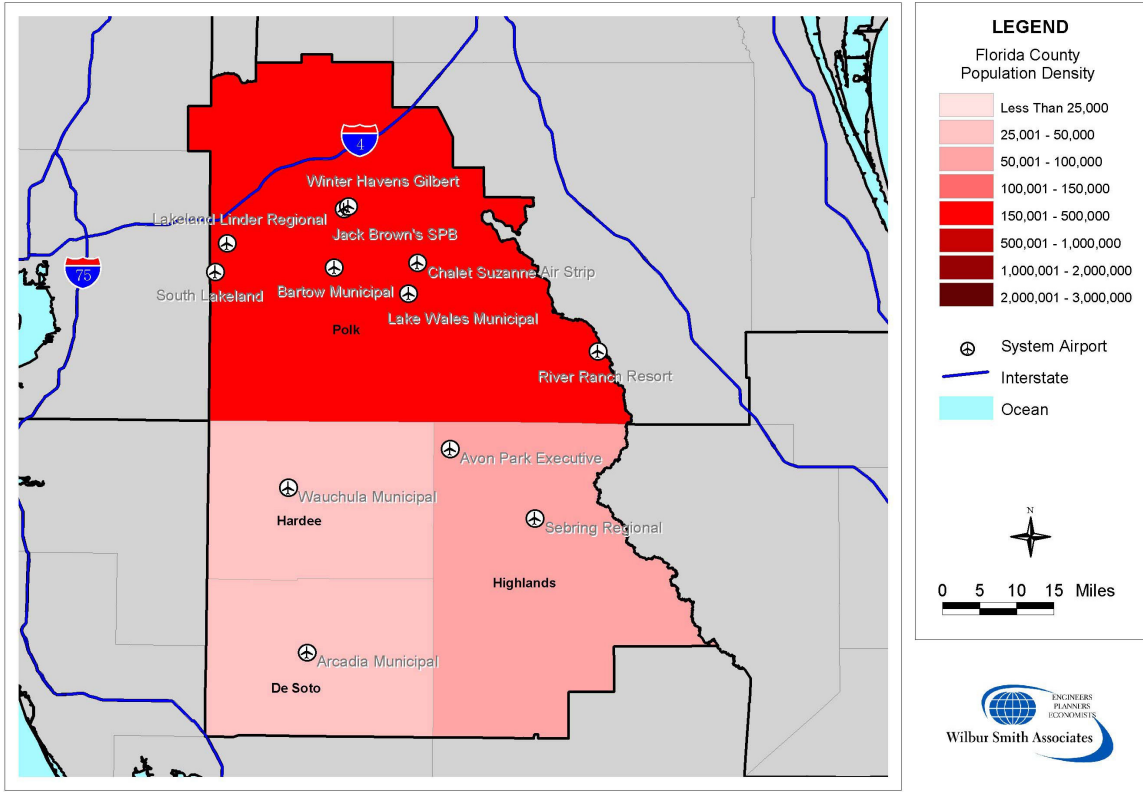 4
Winter Havens Gilbert
Lakeland Linder Regional
Jack Brown's SPB
75
South Lakeland
Bartow Municipal
Chalet Suzanne Air Strip
Lake Wales Municipal
Polk
River Ranch Resort
Avon Park Executive
Wauchula Municipal
Hardee
Sebring Regional
Highlands
Arcadia Municipal
De Soto
LEGEND
Florida County
Population Density
Less Than 25,000
25,001 - 50,000
50,001 - 100,000
100,001 - 150,000
150,001 - 500,000
500,001 - 1,000,000
1,000,001 - 2,000,000
2,000,001 - 3,000,000
System Airport
Interstate
Ocean
N
0 5 10 15 Miles
ENGINEERS
PLANNERS
ECONOMISTS
Wilbur Smith Associates